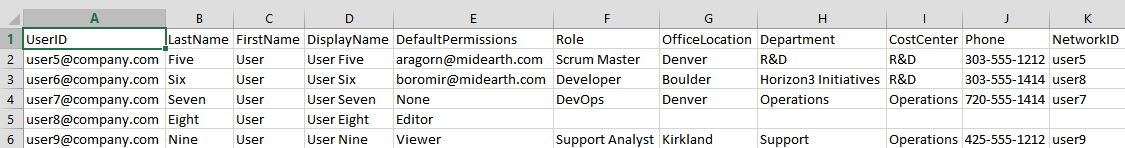 A B C D E F G H I J K
1 UserID LastName FirstName DisplayName DefaultPermissions Role OfficeLocation Department CostCenter Phone NetworkID
2 user5@company.com Five User User Five aragorn@midearth.com Scrum Master Denver R&D R&D 303-555-1212 user5
3 user6@company.com Six User User Six boromir@midearth.com Developer Boulder Horizon3 Initiatives R&D 303-555-1414 user8
4 user7@company.com Seven User User Seven None DevOps Denver Operations Operations 720-555-1414 user7
5 user8@company.com Eight User User Eight Editor
6 user9@company.com Nine User User Nine Viewer Support Analyst Kirkland Support Operations 425-555-1212 user9